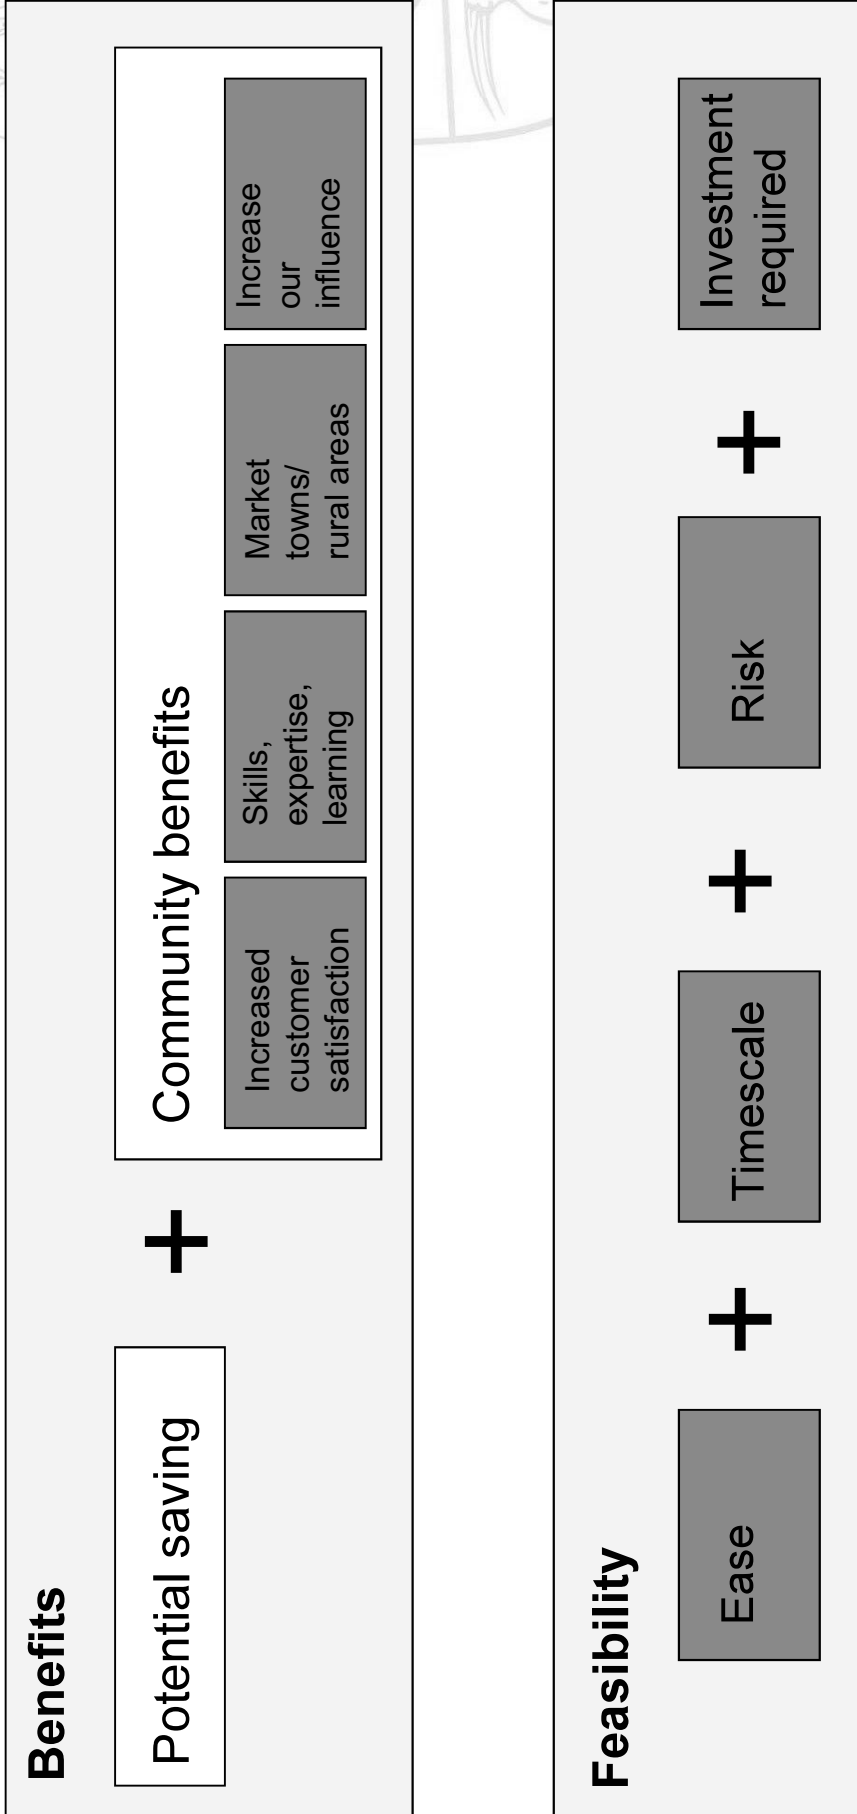 Benefits
Potential saving
+
Community benefits
Increased
customer
satisfaction
Skills,
expertise,
learning
Market
towns/
rural areas
Increase
our
influence
Feasibility
Ease
+
Timescale
+
Risk
+
Investment
required